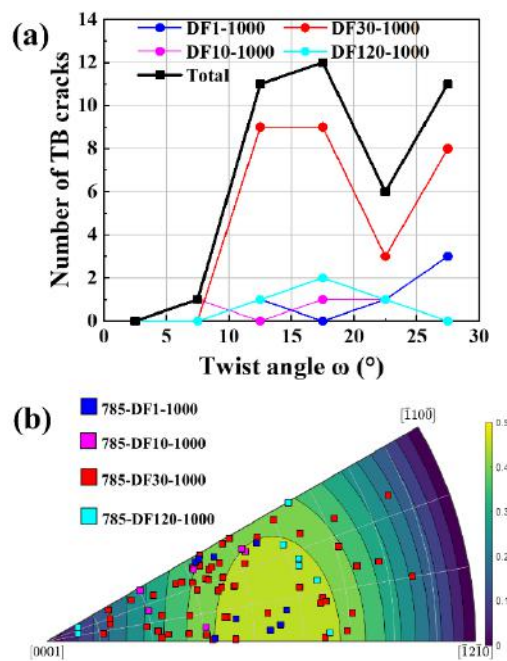 (a)
DF1-1000 DF30-1000
DF10-1000 DF120-1000
Total
14
12
10
8
6
4
2
0
Number of TB cracks
0 5 10 15 20 25 30
Twist angle ω (°)
(b)
785-DF1-1000
785-DF10-1000
785-DF30-1000
785-DF120-1000
[1̄100]
[0001]
[1̄21̄0]
0.5
0.4
0.3
0.2
0.1
0